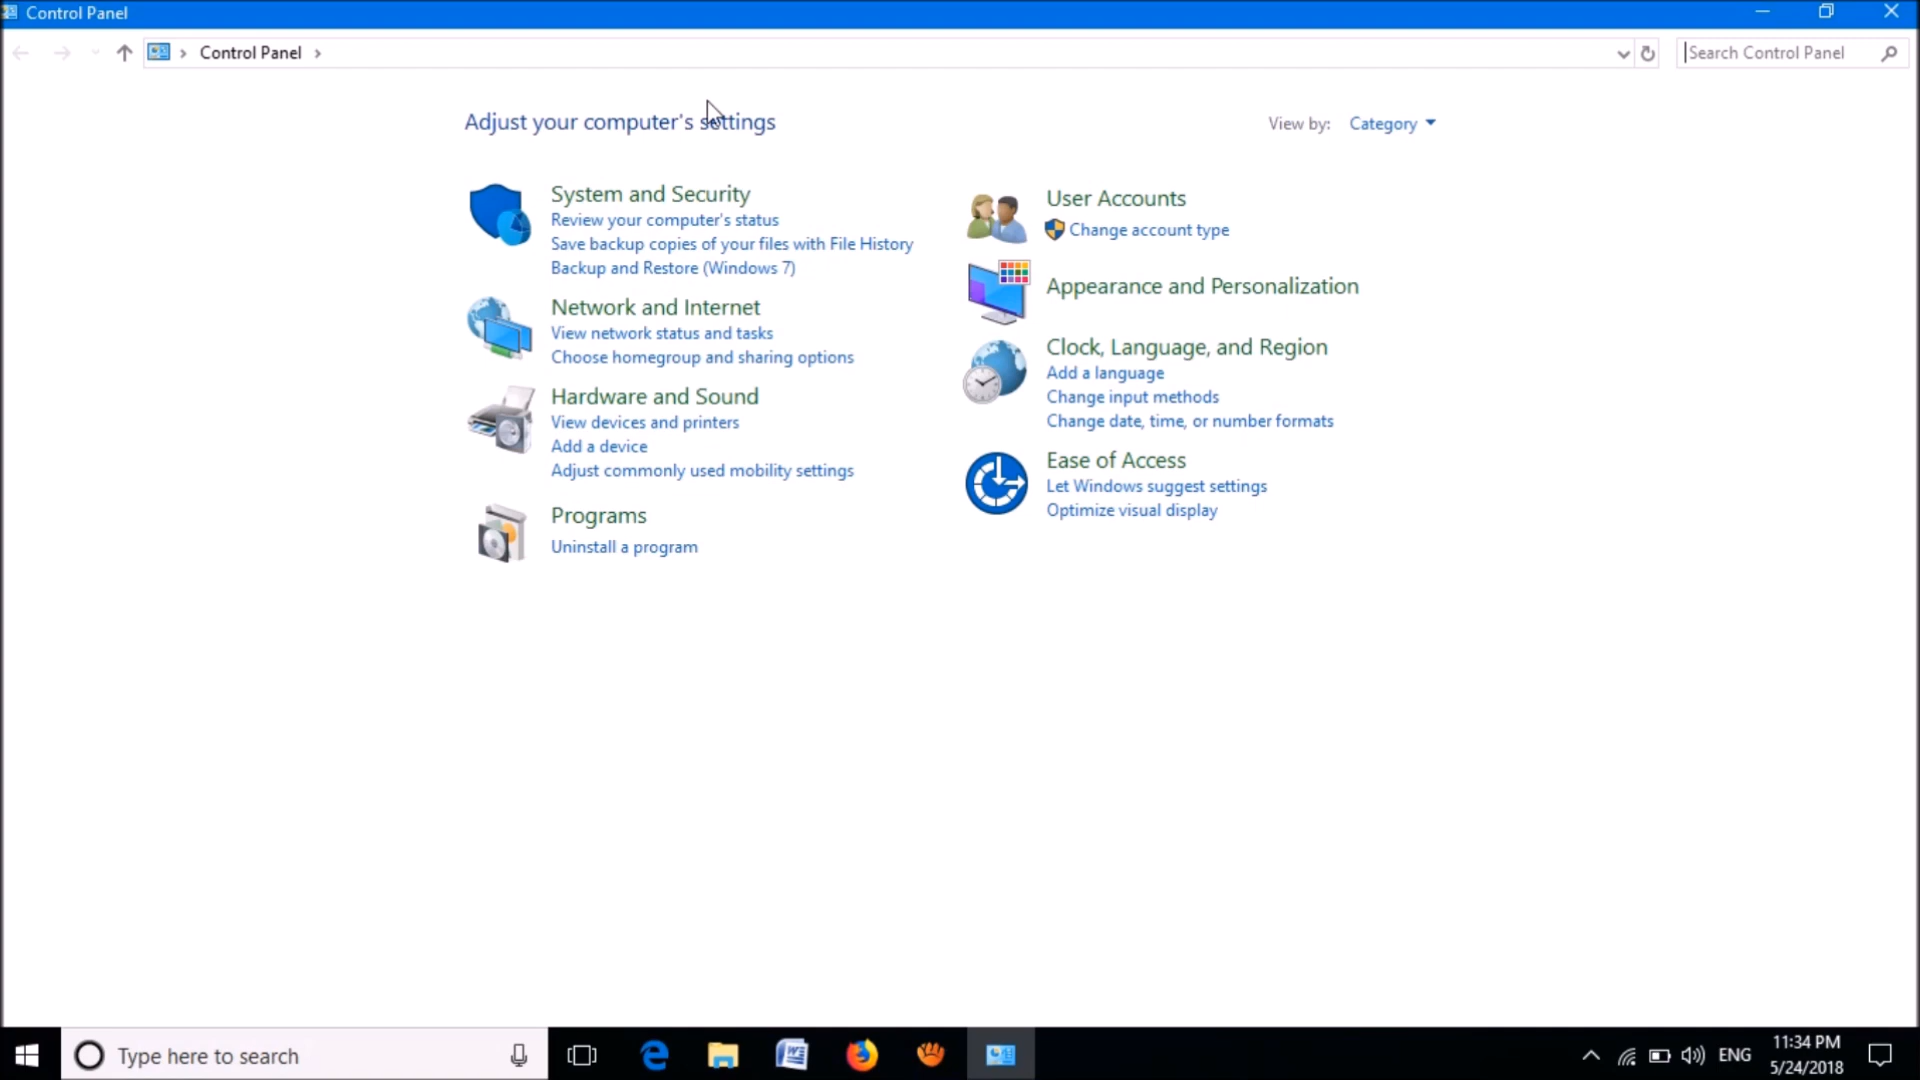 Control Panel
Control Panel
Search Control Panel
Adjust your computer's settings
View by: Category
System and Security
Review your computer's status
Save backup copies of your files with File History
Backup and Restore (Windows 7)
Network and Internet
View network status and tasks
Choose homegroup and sharing options
Hardware and Sound
View devices and printers
Add a device
Adjust commonly used mobility settings
Programs
Uninstall a program
User Accounts
Change account type
Appearance and Personalization
Clock, Language, and Region
Add a language
Change input methods
Change date, time, or number formats
Ease of Access
Let Windows suggest settings
Optimize visual display
Type here to search
ENG
11:34 PM
5/24/2018